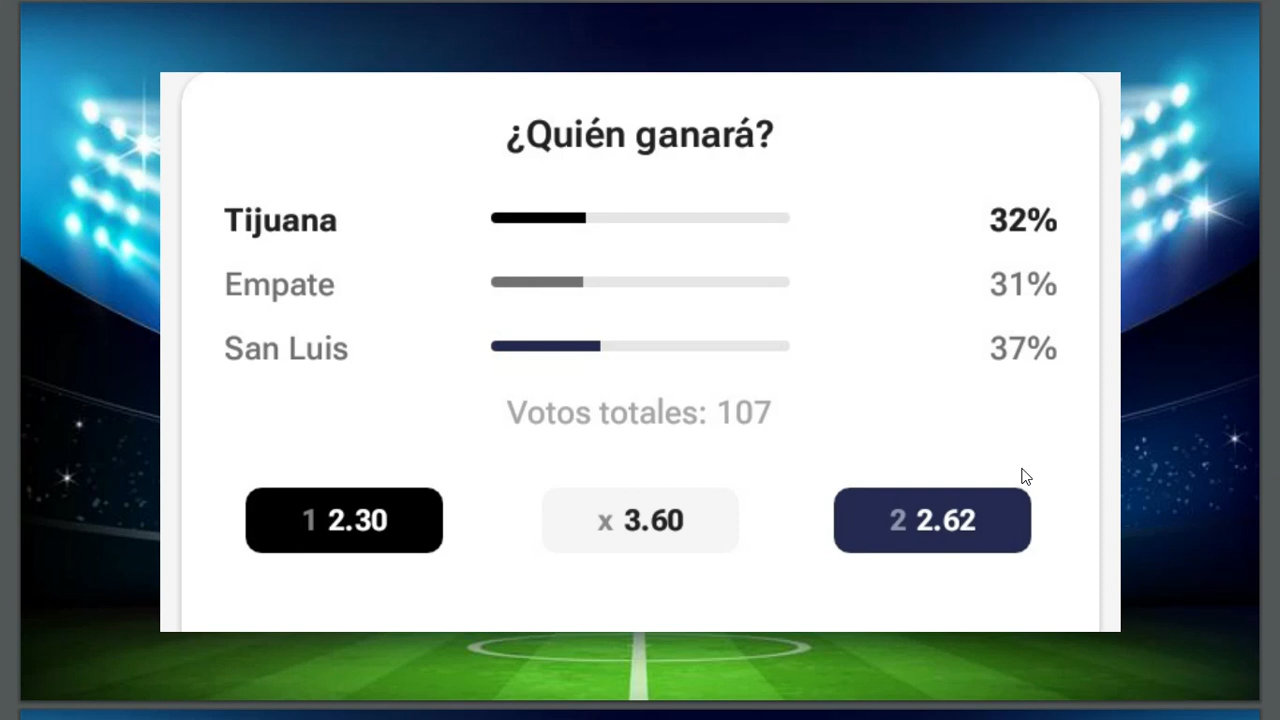 ¿Quién ganará?
Tijuana 32%
Empate 31%
San Luis 37%
Votos totales: 107
1 2.30 x 3.60 2 2.62